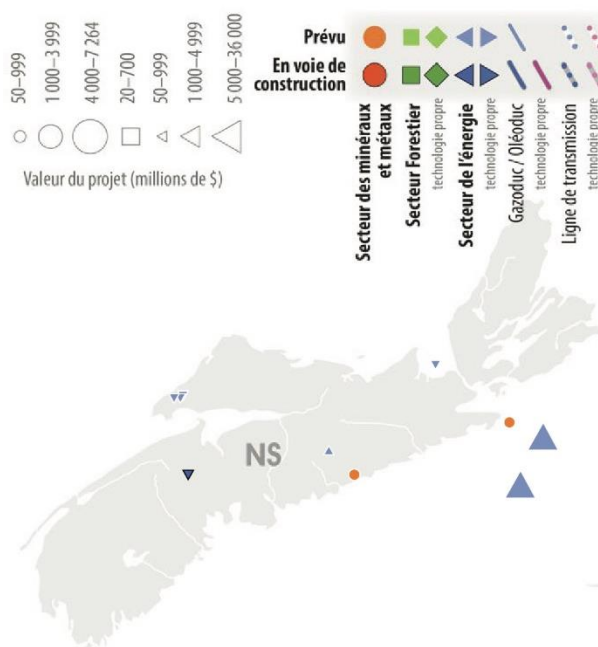 50–999
1 000–3 999
4 000–7 264
20–700
50–999
1 000–4 999
5 000–36 000
Valeur du projet (millions de $)
Prévu
En voie de
construction
Secteur des minéraux
et métaux
Secteur Forestier
technologie propre
Secteur de l'énergie
technologie propre
Gazoduc / Oléoduc
technologie propre
Ligne de transmission
technologie propre
NS